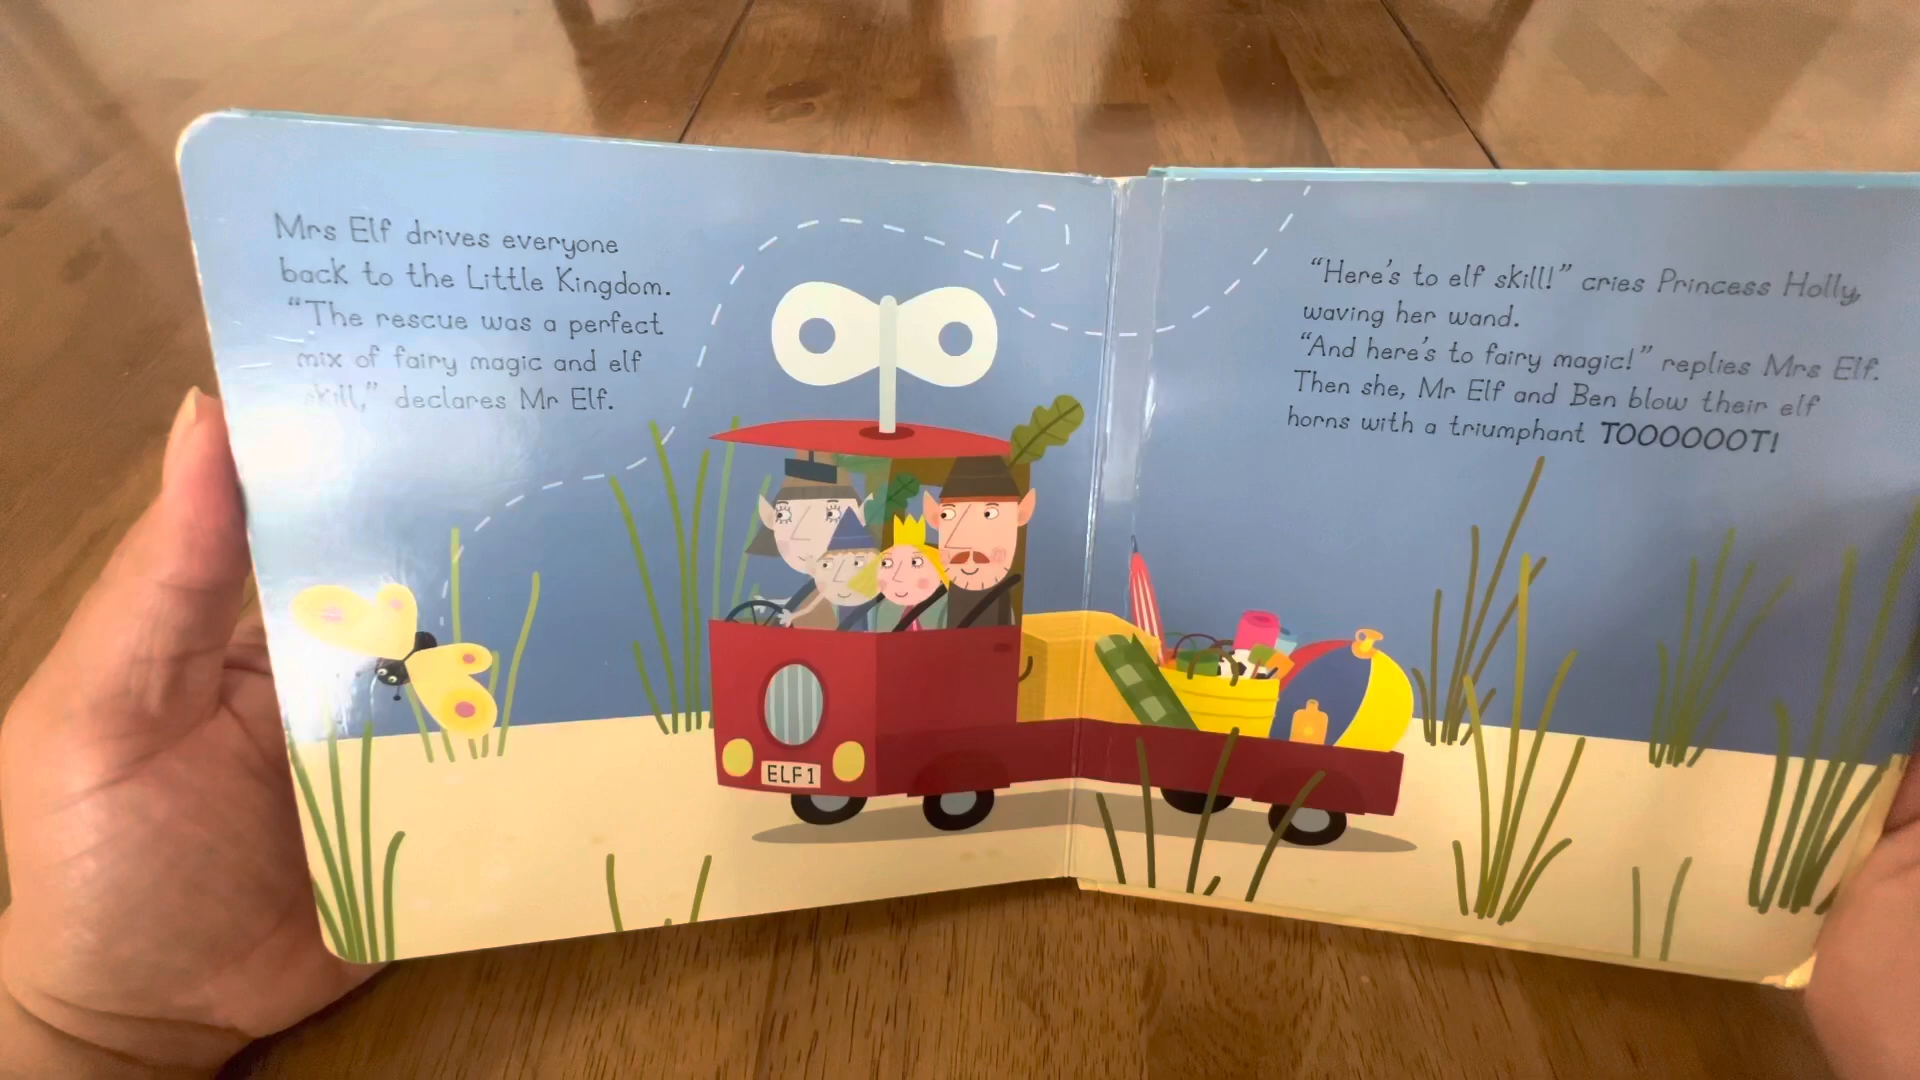 Mrs Elf drives everyone
back to the Little Kingdom.
“The rescue was a perfect
mix of fairy magic and elf
skill,” declares Mr Elf.
ELF 1
“Here’s to elf skill!” cries Princess Holly,
waving her wand.
“And here’s to fairy magic!” replies Mrs Elf.
Then she, Mr Elf and Ben blow their elf
horns with a triumphant TOOOOOOT!